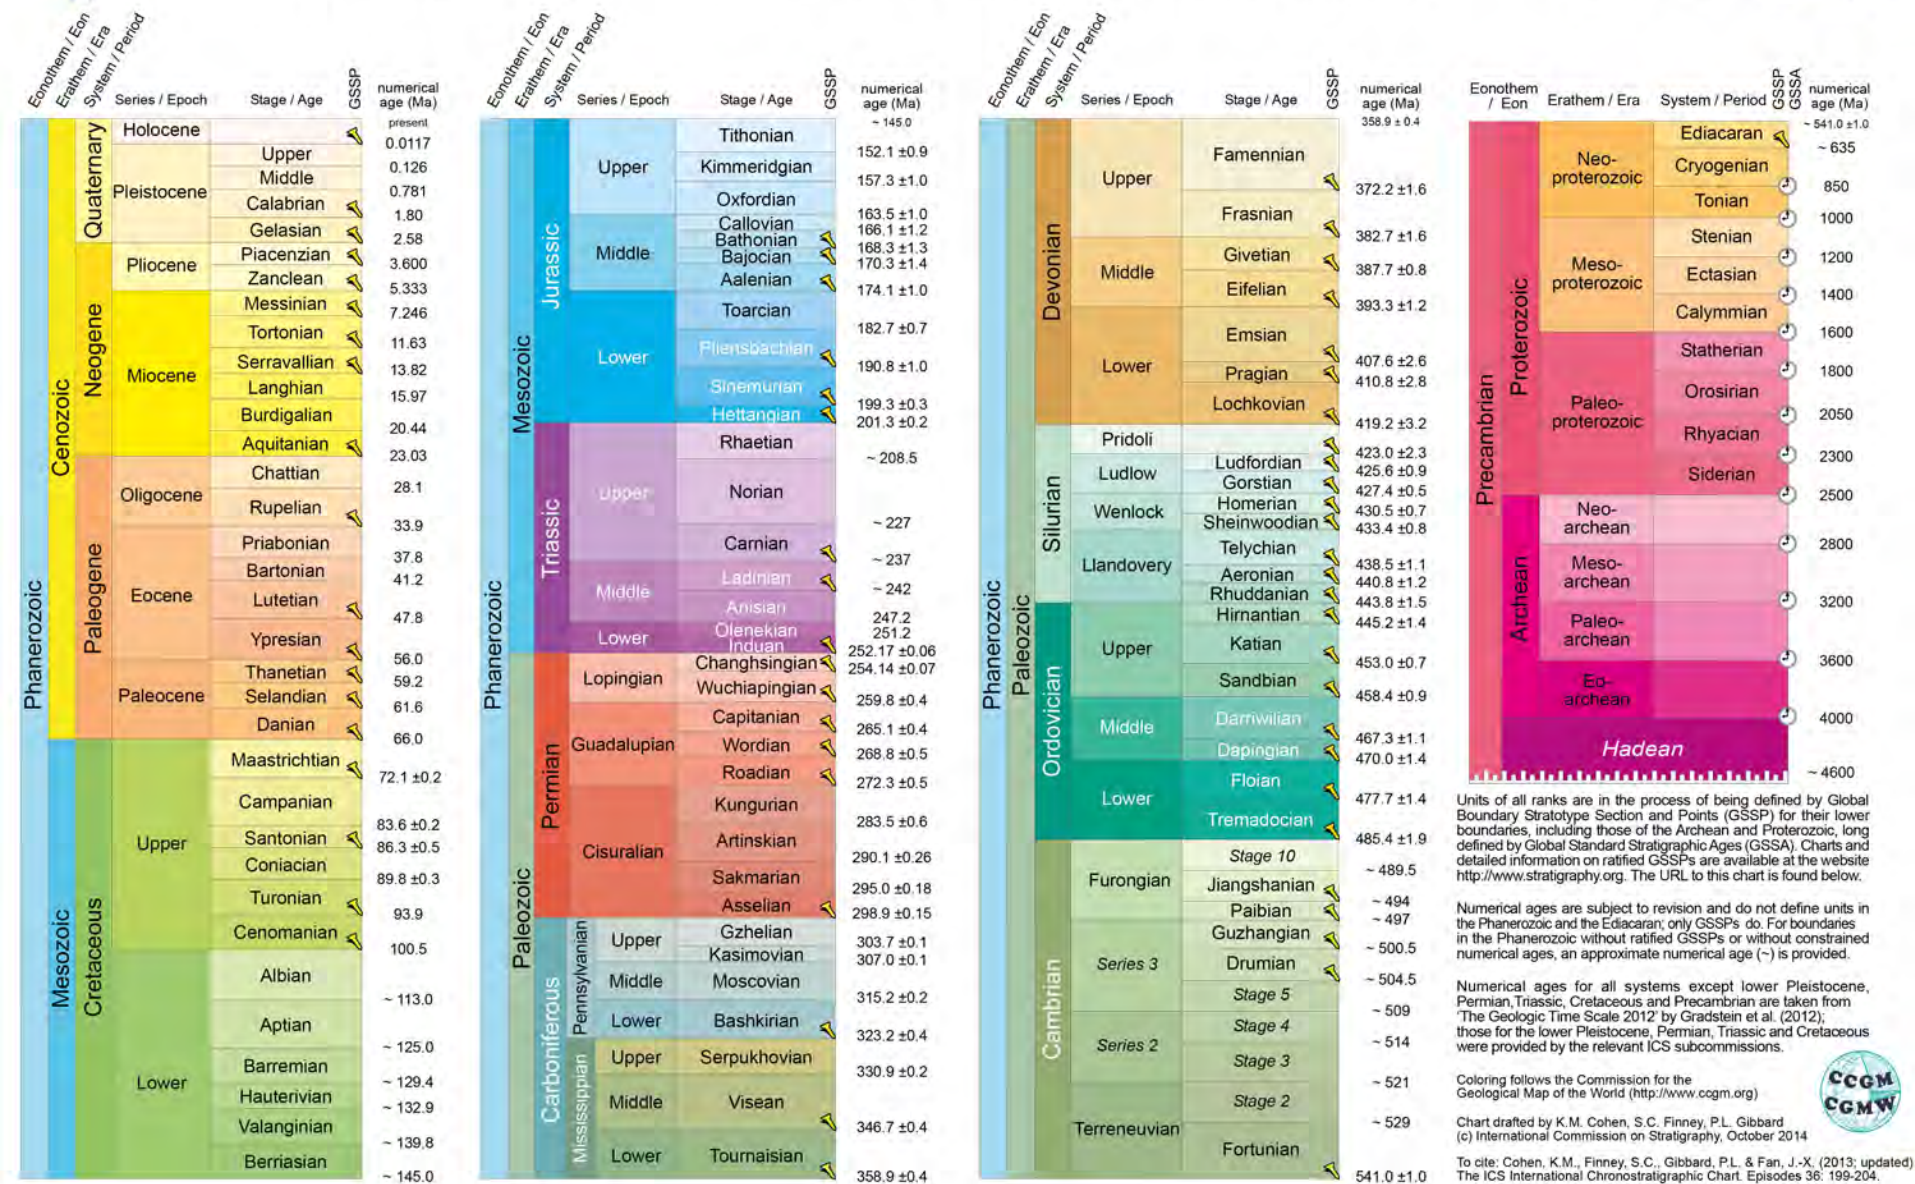 Eonothem / Eon
Erathem / Era
System / Period
Series / Epoch
Stage / Age
GSSP
numerical
age (Ma)
Phanerozoic
Cenozoic
Mesozoic
Quaternary
Neogene
Paleogene
Cretaceous
Holocene
Pleistocene
Pliocene
Miocene
Oligocene
Eocene
Paleocene
Upper
Lower
Upper
Middle
Calabrian
Gelasian
Piacenzian
Zanclean
Messinian
Tortonian
Serravallian
Langhian
Burdigalian
Aquitanian
Chattian
Rupelian
Priabonian
Bartonian
Lutetian
Ypresian
Thanetian
Selandian
Danian
Maastrichtian
Campanian
Santonian
Coniacian
Turonian
Cenomanian
Albian
Aptian
Barremian
Hauterivian
Valanginian
Berriasian
present
0.0117
0.126
0.781
1.80
2.58
3.600
5.333
7.246
11.63
13.82
15.97
20.44
23.03
28.1
33.9
37.8
41.2
47.8
56.0
59.2
61.6
66.0
72.1 ±0.2
83.6 ±0.2
86.3 ±0.5
89.8 ±0.3
93.9
100.5
~ 113.0
~ 125.0
~ 129.4
~ 132.9
~ 139.8
~ 145.0
Eonothem / Eon
Erathem / Era
System / Period
Series / Epoch
Stage / Age
GSSP
numerical
age (Ma)
Phanerozoic
Mesozoic
Paleozoic
Jurassic
Triassic
Permian
Carboniferous
Pennsylvanian
Mississippian
Upper
Middle
Lower
Upper
Middle
Lower
Lopingian
Guadalupian
Cisuralian
Upper
Middle
Lower
Upper
Middle
Lower
Tithonian
Kimmeridgian
Oxfordian
Callovian
Bathonian
Bajocian
Aalenian
Toarcian
Pliensbachian
Sinemurian
Hettangian
Rhaetian
Norian
Carnian
Ladinian
Anisian
Olenekian
Induan
Changhsingian
Wuchiapingian
Capitanian
Wordian
Roadian
Kungurian
Artinskian
Sakmarian
Asselian
Gzhelian
Kasimovian
Moscovian
Bashkirian
Serpukhovian
Visean
Tournaisian
~ 145.0
152.1 ±0.9
157.3 ±1.0
163.5 ±1.0
166.1 ±1.2
168.3 ±1.3
170.3 ±1.4
174.1 ±1.0
182.7 ±0.7
190.8 ±1.0
199.3 ±0.3
201.3 ±0.2
~ 208.5
~ 227
~ 237
~ 242
247.2
251.2
252.17 ±0.06
254.14 ±0.07
259.8 ±0.4
265.1 ±0.4
268.8 ±0.5
272.3 ±0.5
283.5 ±0.6
290.1 ±0.26
295.0 ±0.18
298.9 ±0.15
303.7 ±0.1
307.0 ±0.1
315.2 ±0.2
323.2 ±0.4
330.9 ±0.2
346.7 ±0.4
358.9 ±0.4
Eonothem / Eon
Erathem / Era
System / Period
Series / Epoch
Stage / Age
GSSP
numerical
age (Ma)
Phanerozoic
Paleozoic
Devonian
Silurian
Ordovician
Cambrian
Upper
Middle
Lower
Pridoli
Ludlow
Wenlock
Llandovery
Upper
Middle
Lower
Furongian
Series 3
Series 2
Terreneuvian
Famennian
Frasnian
Givetian
Eifelian
Emsian
Pragian
Lochkovian
Ludfordian
Gorstian
Homerian
Sheinwoodian
Telychian
Aeronian
Rhuddanian
Hirnantian
Katian
Sandbian
Darriwilian
Dapingian
Floian
Tremadocian
Stage 10
Jiangshanian
Paibian
Guzhangian
Drumian
Stage 5
Stage 4
Stage 3
Stage 2
Fortunian
358.9 ± 0.4
372.2 ±1.6
382.7 ±1.6
387.7 ±0.8
393.3 ±1.2
407.6 ±2.6
410.8 ±2.8
419.2 ±3.2
423.0 ±2.3
425.6 ±0.9
427.4 ±0.5
430.5 ±0.7
433.4 ±0.8
438.5 ±1.1
440.8 ±1.2
443.8 ±1.5
445.2 ±1.4
453.0 ±0.7
458.4 ±0.9
467.3 ±1.1
470.0 ±1.4
477.7 ±1.4
485.4 ±1.9
~ 489.5
~ 494
~ 497
~ 500.5
~ 504.5
~ 509
~ 514
~ 521
~ 529
541.0 ±1.0
Eonothem
/ Eon
Erathem / Era
System / Period
GSSP
GSSA
numerical
age (Ma)
Precambrian
Proterozoic
Archean
Hadean
Neo-
proterozoic
Meso-
proterozoic
Paleo-
proterozoic
Neo-
archean
Meso-
archean
Paleo-
archean
Eo-
archean
Ediacaran
Cryogenian
Tonian
Stenian
Ectasian
Calymmian
Statherian
Orosirian
Rhyacian
Siderian
~ 541.0 ±1.0
~ 635
850
1000
1200
1400
1600
1800
2050
2300
2500
2800
3200
3600
4000
~ 4600
Units of all ranks are in the process of being defined by Global
Boundary Stratotype Section and Points (GSSP) for their lower
boundaries, including those of the Archean and Proterozoic, long
defined by Global Standard Stratigraphic Ages (GSSA). Charts and
detailed information on ratified GSSPs are available at the website
http://www.stratigraphy.org. The URL to this chart is found below.
Numerical ages are subject to revision and do not define units in
the Phanerozoic and the Ediacaran; only GSSPs do. For boundaries
in the Phanerozoic without ratified GSSPs or without constrained
numerical ages, an approximate numerical age (~) is provided.
Numerical ages for all systems except lower Pleistocene,
Permian,Triassic, Cretaceous and Precambrian are taken from
'The Geologic Time Scale 2012' by Gradstein et al. (2012);
those for the lower Pleistocene, Permian, Triassic and Cretaceous
were provided by the relevant ICS subcommissions.
Coloring follows the Commission for the
Geological Map of the World (http://www.ccgm.org)
CCGM
CGMW
Chart drafted by K.M. Cohen, S.C. Finney, P.L. Gibbard
(c) International Commission on Stratigraphy, October 2014
To cite: Cohen, K.M., Finney, S.C., Gibbard, P.L. & Fan, J.-X. (2013; updated)
The ICS International Chronostratigraphic Chart. Episodes 36: 199-204.